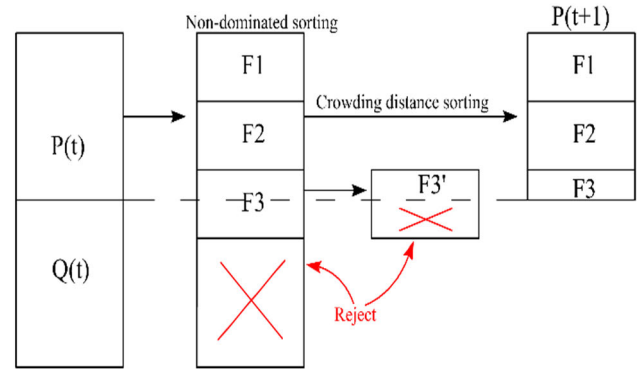 Non-dominated sorting
P(t+1)
F1
F1
Crowding distance sorting
P(t)
F2
F2
F3
F3'
F3
Q(t)
Reject